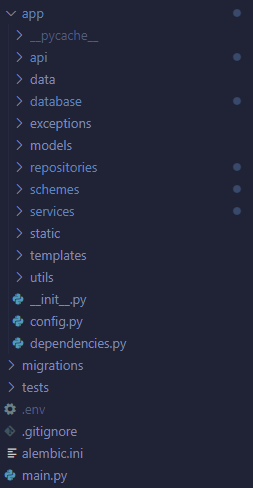 app
__pycache__
api
data
database
exceptions
models
repositories
schemes
services
static
templates
utils
__init__.py
config.py
dependencies.py
migrations
tests
.env
.gitignore
alembic.ini
main.py